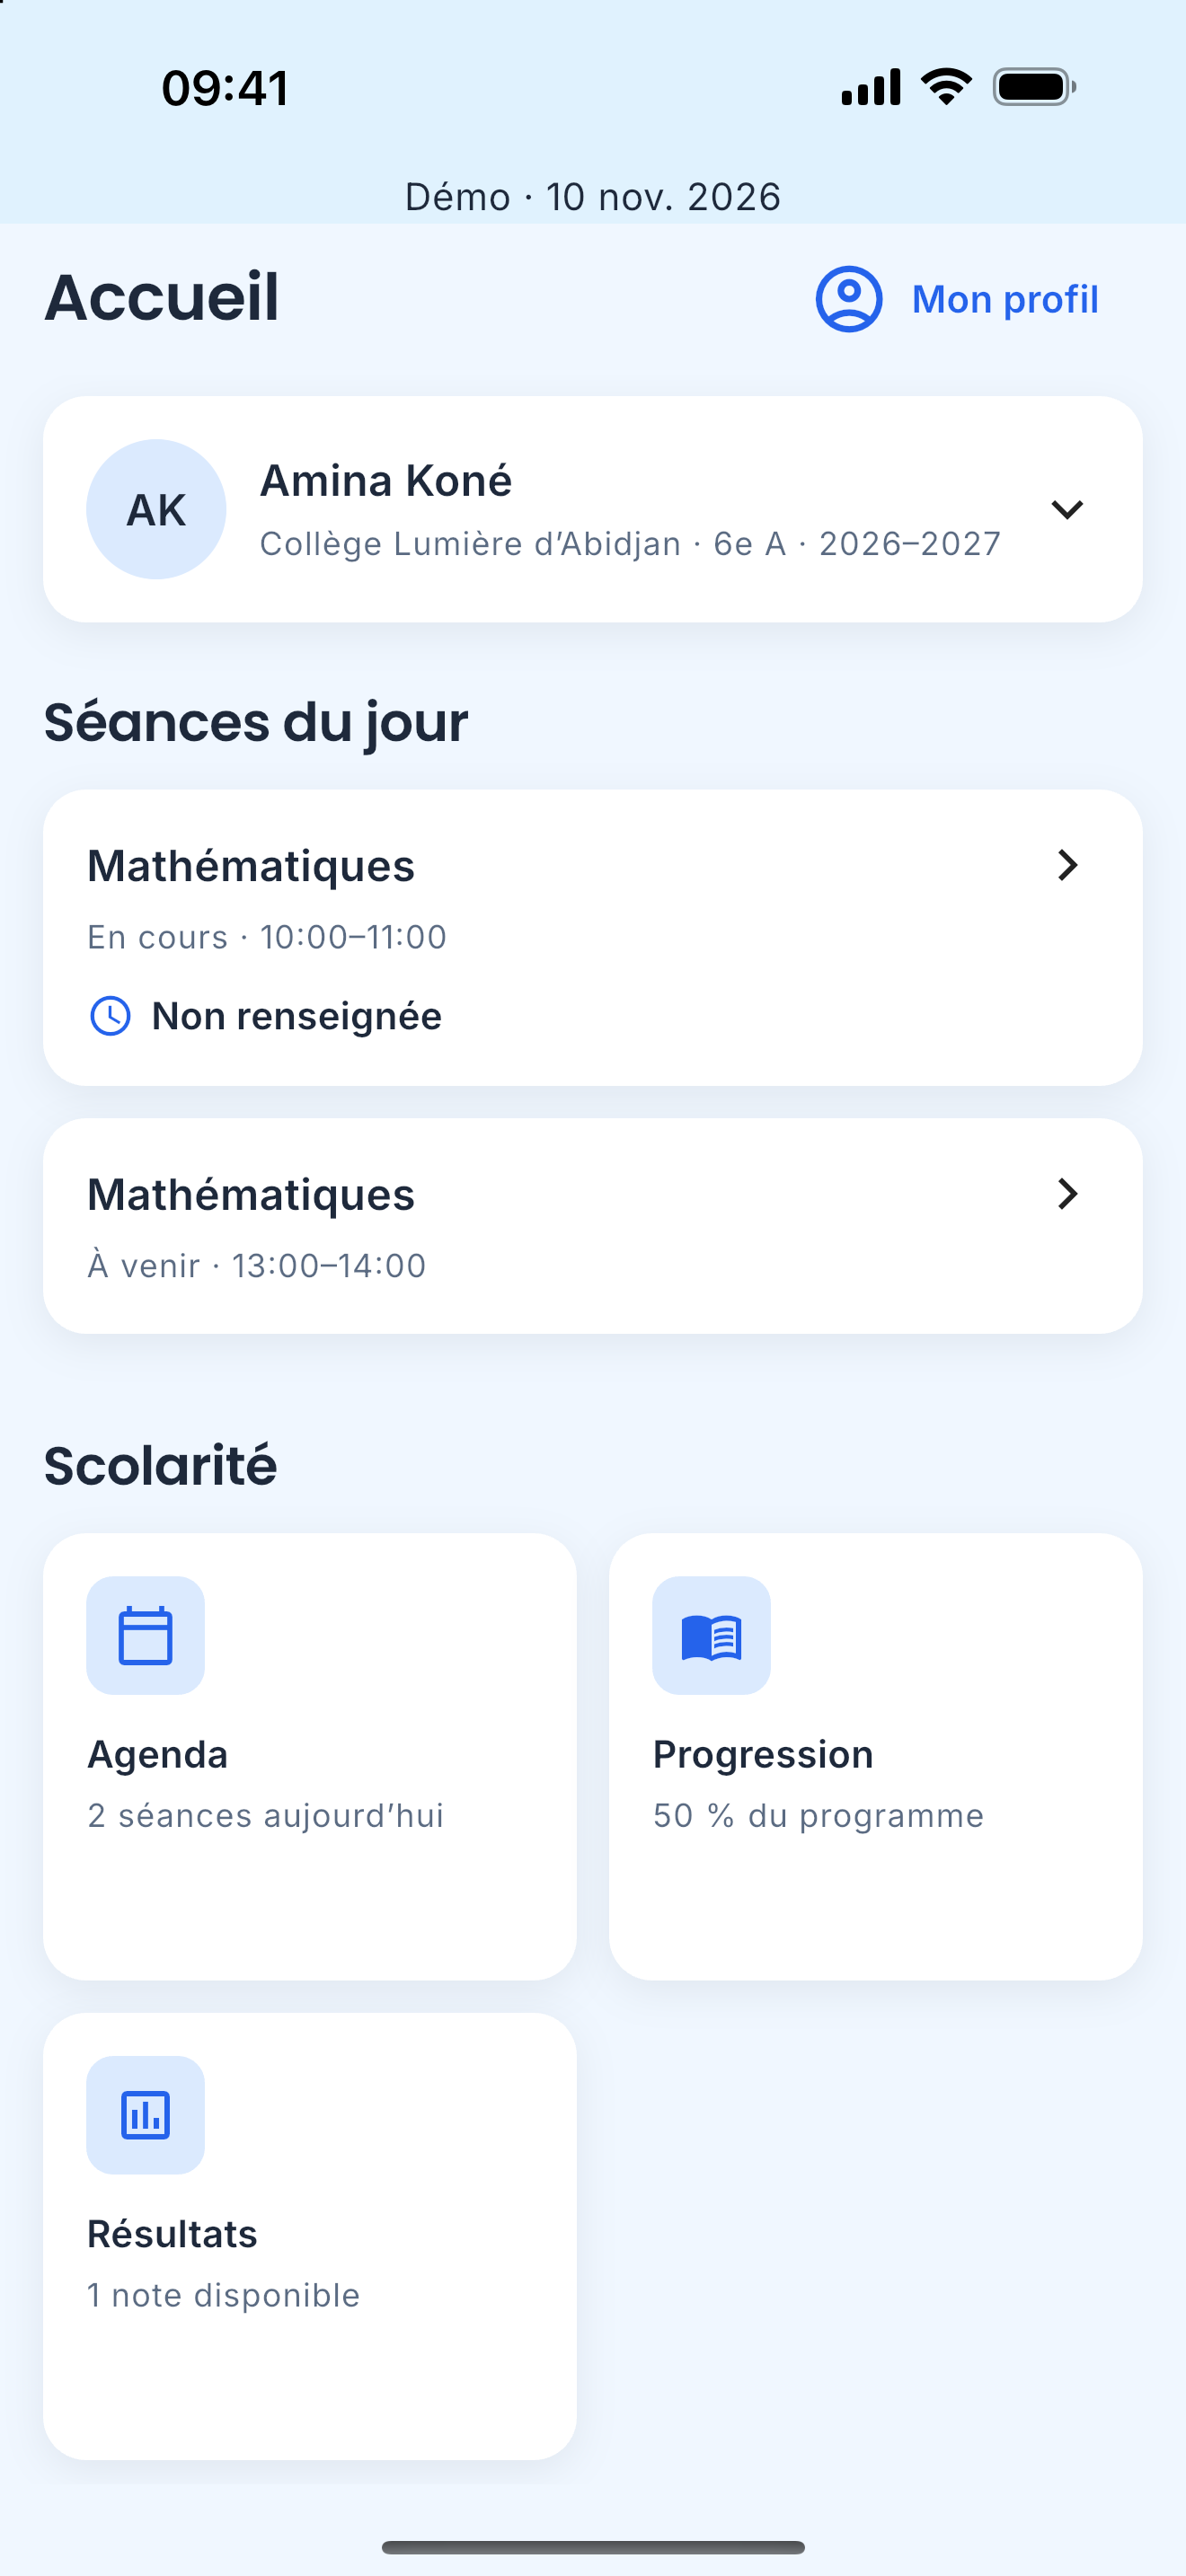 09:41
Démo · 10 nov. 2026
Accueil
Mon profil
AK
Amina Koné
Collège Lumière d’Abidjan · 6e A · 2026–2027
Séances du jour
Mathématiques
En cours · 10:00–11:00
Non renseignée
Mathématiques
À venir · 13:00–14:00
Scolarité
Agenda
2 séances aujourd’hui
Progression
50 % du programme
Résultats
1 note disponible